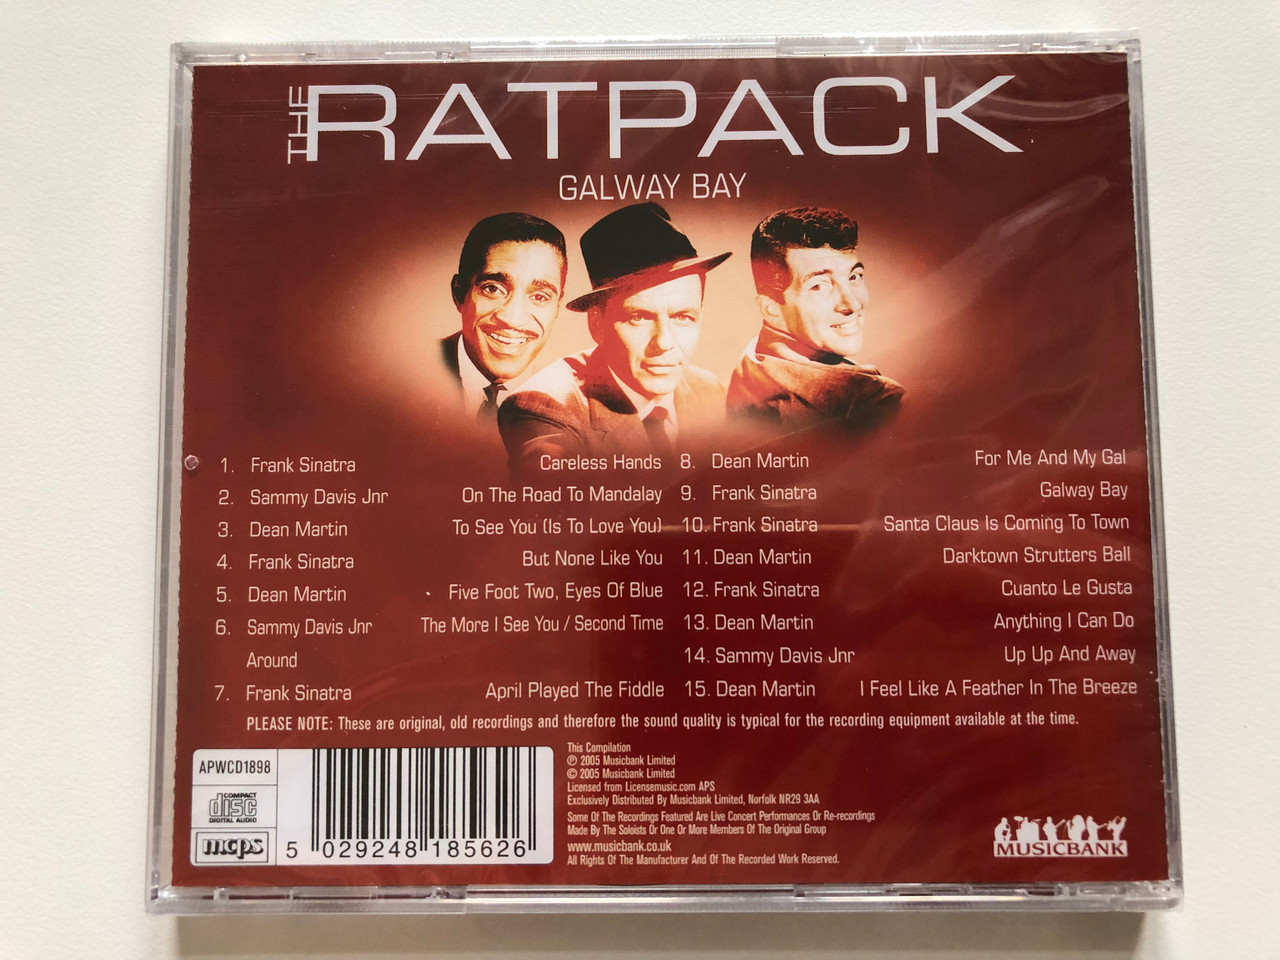 THE RATPACK
GALWAY BAY
1. Frank Sinatra Careless Hands
2. Sammy Davis Jnr On The Road To Mandalay
3. Dean Martin To See You (Is To Love You)
4. Frank Sinatra But None Like You
5. Dean Martin Five Foot Two, Eyes Of Blue
6. Sammy Davis Jnr The More I See You / Second Time
Around
7. Frank Sinatra April Played The Fiddle
8. Dean Martin For Me And My Gal
9. Frank Sinatra Galway Bay
10. Frank Sinatra Santa Claus Is Coming To Town
11. Dean Martin Darktown Strutters Ball
12. Frank Sinatra Cuanto Le Gusta
13. Dean Martin Anything I Can Do
14. Sammy Davis Jnr Up Up And Away
15. Dean Martin I Feel Like A Feather In The Breeze
PLEASE NOTE: These are original, old recordings and therefore the sound quality is typical for the recording equipment available at the time.
APWCD1898
COMPACT
disc
DIGITAL AUDIO
mcps
5 029248 185626
This Compilation
℗ 2005 Musicbank Limited
© 2005 Musicbank Limited
Licensed from Licensemusic.com APS
Exclusively Distributed By Musicbank Limited, Norfolk NR29 3AA
Some Of The Recordings Featured Are Live Concert Performances Or Re-recordings
Made By The Soloists Or One Or More Members Of The Original Group
www.musicbank.co.uk
All Rights Of The Manufacturer And Of The Recorded Work Reserved.
MUSICBANK